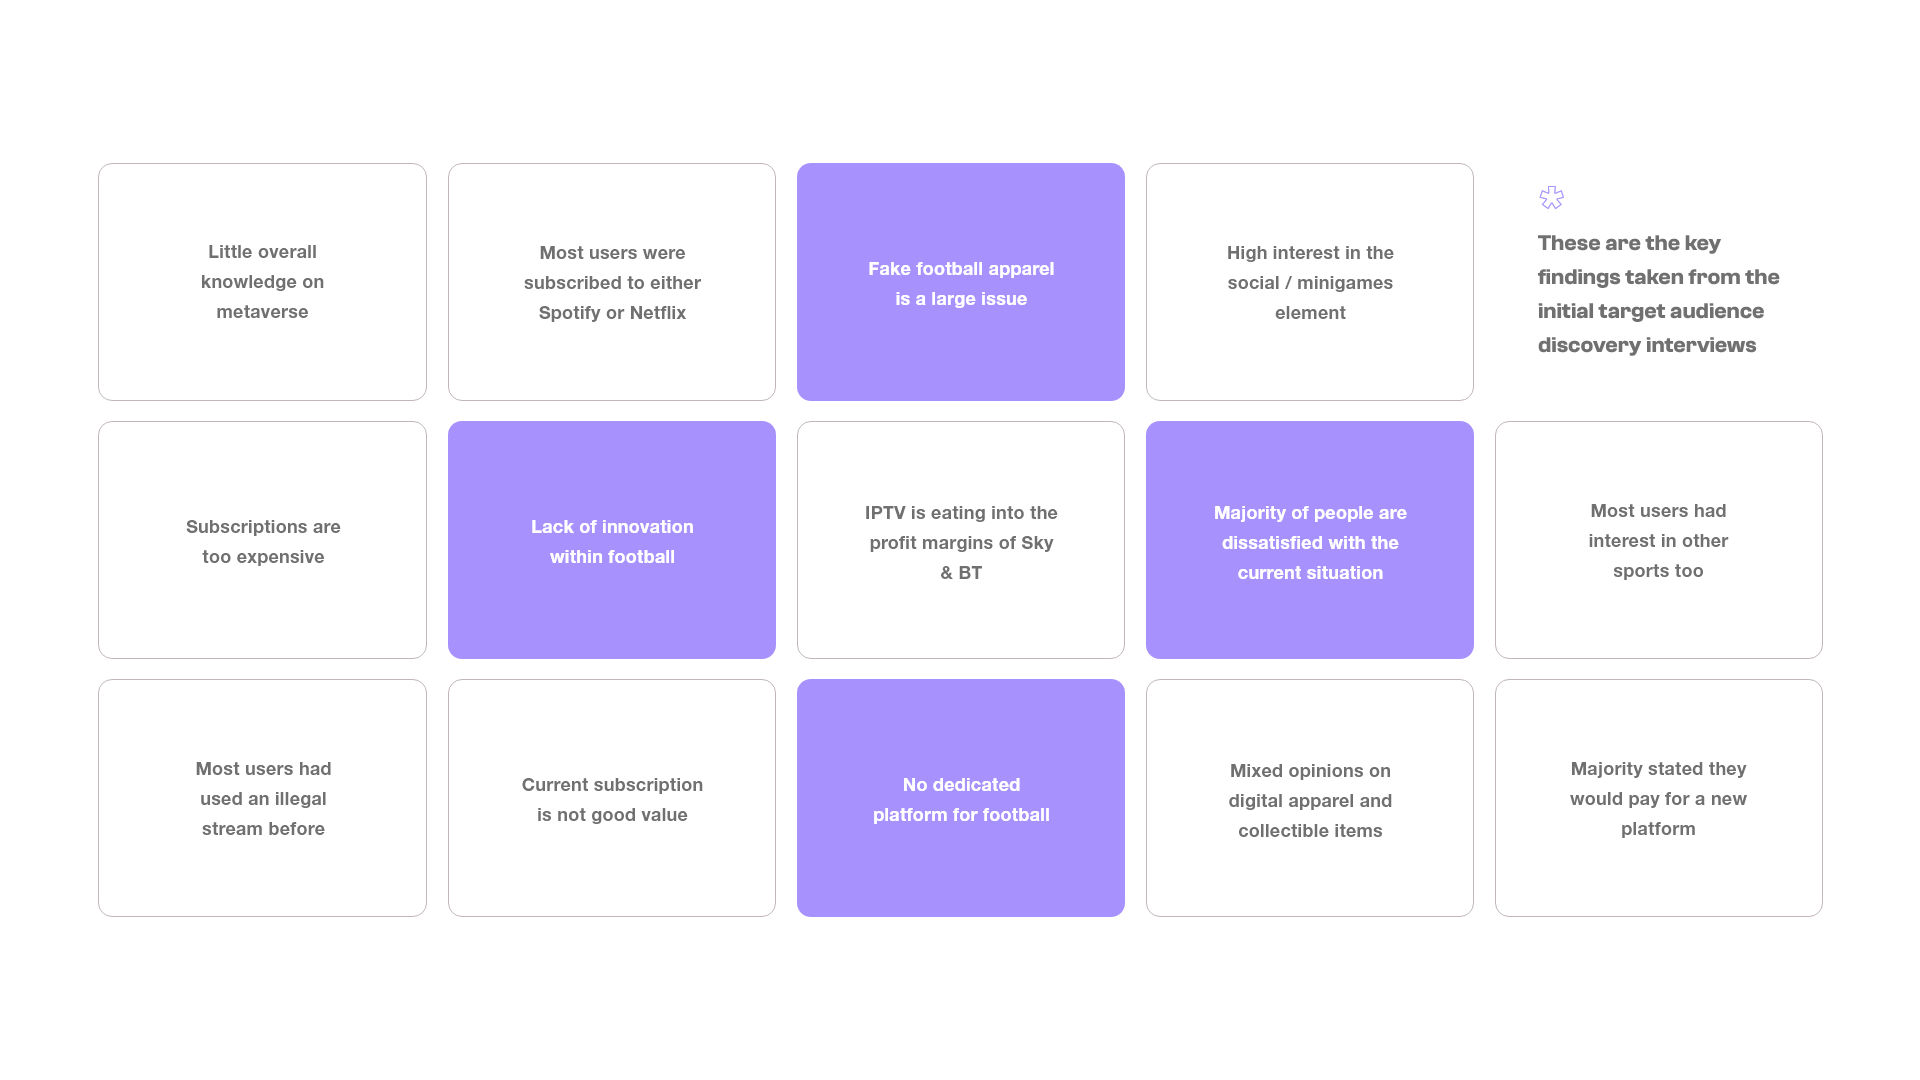 Little overall
knowledge on
metaverse
Most users were
subscribed to either
Spotify or Netflix
Fake football apparel
is a large issue
High interest in the
social / minigames
element
These are the key
findings taken from the
initial target audience
discovery interviews
Subscriptions are
too expensive
Lack of innovation
within football
IPTV is eating into the
profit margins of Sky
& BT
Majority of people are
dissatisfied with the
current situation
Most users had
interest in other
sports too
Most users had
used an illegal
stream before
Current subscription
is not good value
No dedicated
platform for football
Mixed opinions on
digital apparel and
collectible items
Majority stated they
would pay for a new
platform